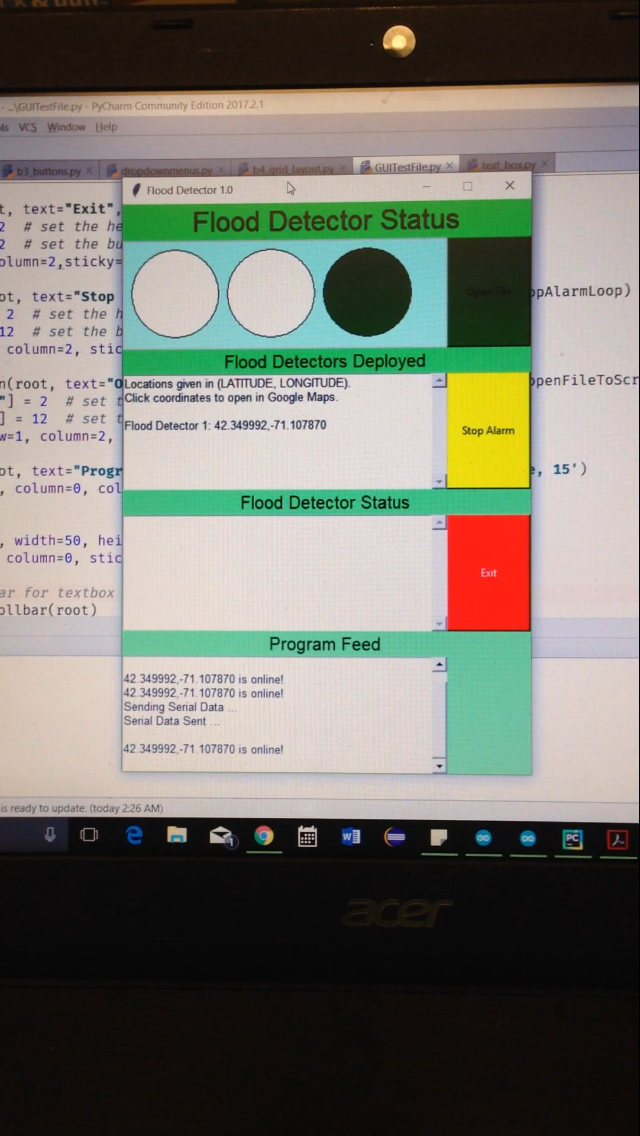 - ...\GUITestFile.py - PyCharm Community Edition 2017.2.1
ls VCS Window Help
b3_buttons.py dropdownmenus.py b4_grid_layout.py GUITestFile.py text_box.py
Flood Detector 1.0
t, text="Exit",
Flood Detector Status
2 # set the he
2 # set the bu
olumn=2,sticky=
Open File
ot, text="Stop
opAlarmLoop)
2 # set the h
12 # set the b
column=2, stic
Flood Detectors Deployed
n(root, text="O
openFileToScr
Locations given in (LATITUDE, LONGITUDE).
"] = 2 # set t
Click coordinates to open in Google Maps.
] = 12 # set t
Flood Detector 1: 42.349992,-71.107870
Stop Alarm
w=1, column=2,
ot, text="Progr
e, 15')
, column=0, col
Flood Detector Status
, width=50, hei
column=0, stic
Exit
ar for textbox
ollbar(root)
Program Feed
42.349992,-71.107870 is online!
42.349992,-71.107870 is online!
Sending Serial Data ...
Serial Data Sent ...
42.349992,-71.107870 is online!
is ready to update. (today 2:26 AM)
1
W
PC
acer